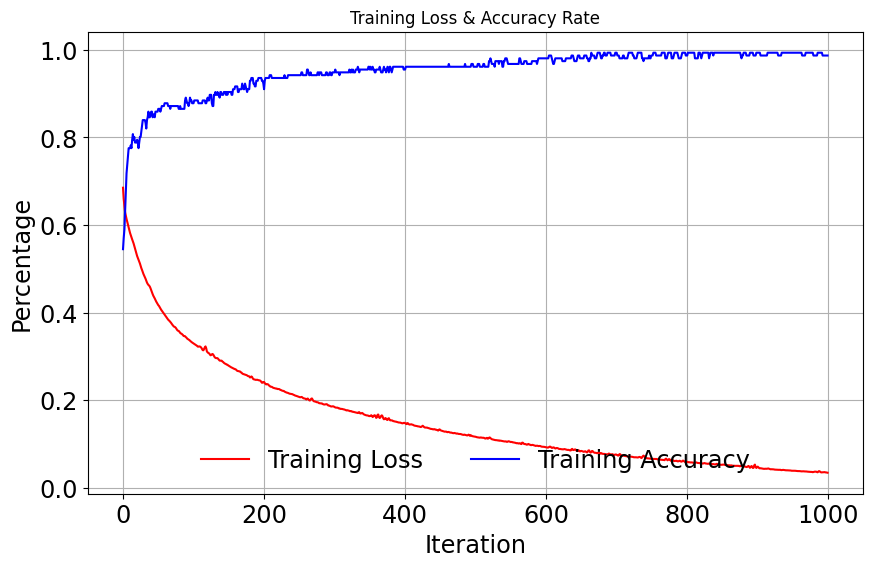 Training Loss & Accuracy Rate
1.0
0.8
0.6
0.4
0.2
0.0
Percentage
Training Loss Training Accuracy
0 200 400 600 800 1000
Iteration